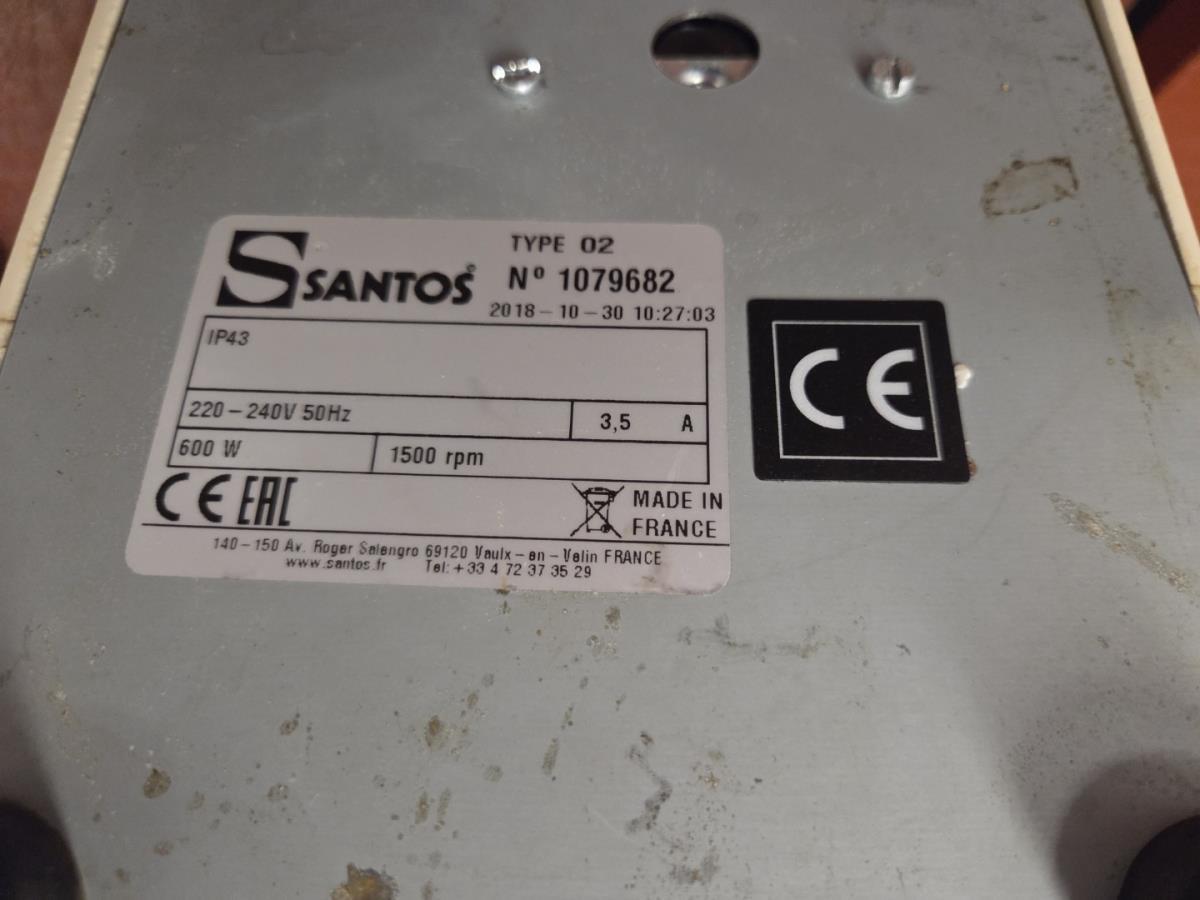 TYPE 02
SANTOS®
Nº 1079682
2018-10-30 10:27:03
IP43
220-240V 50Hz
3,5 A
600 W
1500 rpm
CE EAC
MADE IN
FRANCE
140-150 Av. Roger Salengro 69120 Vaulx-en-Velin FRANCE
www.santos.fr Tel: +33 4 72 37 35 29
CE